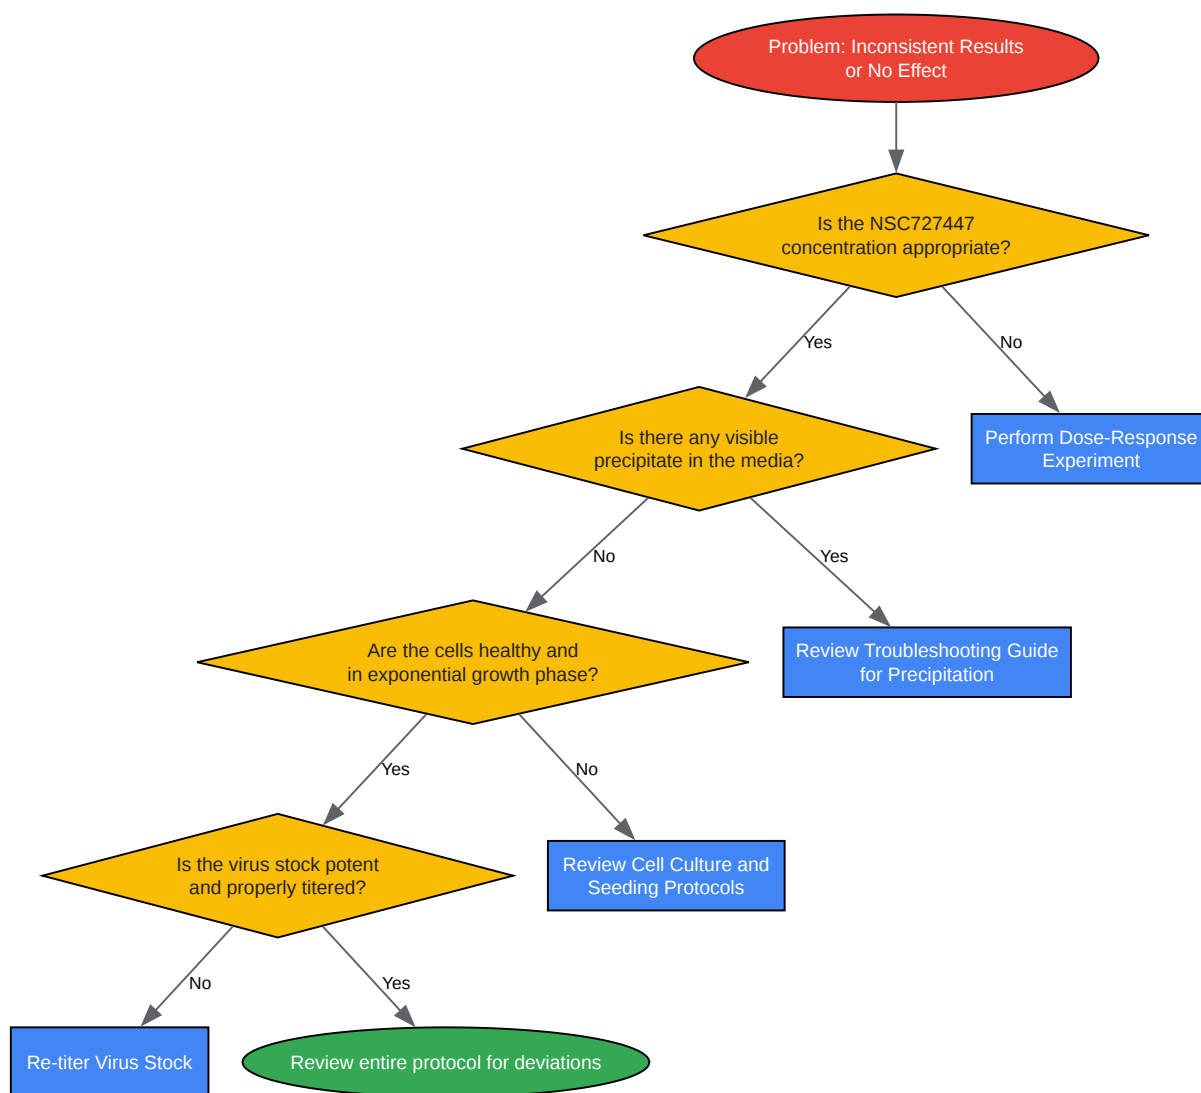 Problem: Inconsistent Results
or No Effect
Is the NSC727447
concentration appropriate?
Yes
No
Is there any visible
precipitate in the media?
Perform Dose-Response
Experiment
No
Yes
Are the cells healthy and
in exponential growth phase?
Review Troubleshooting Guide
for Precipitation
Yes
No
Is the virus stock potent
and properly titered?
Review Cell Culture and
Seeding Protocols
No
Yes
Re-titer Virus Stock
Review entire protocol for deviations